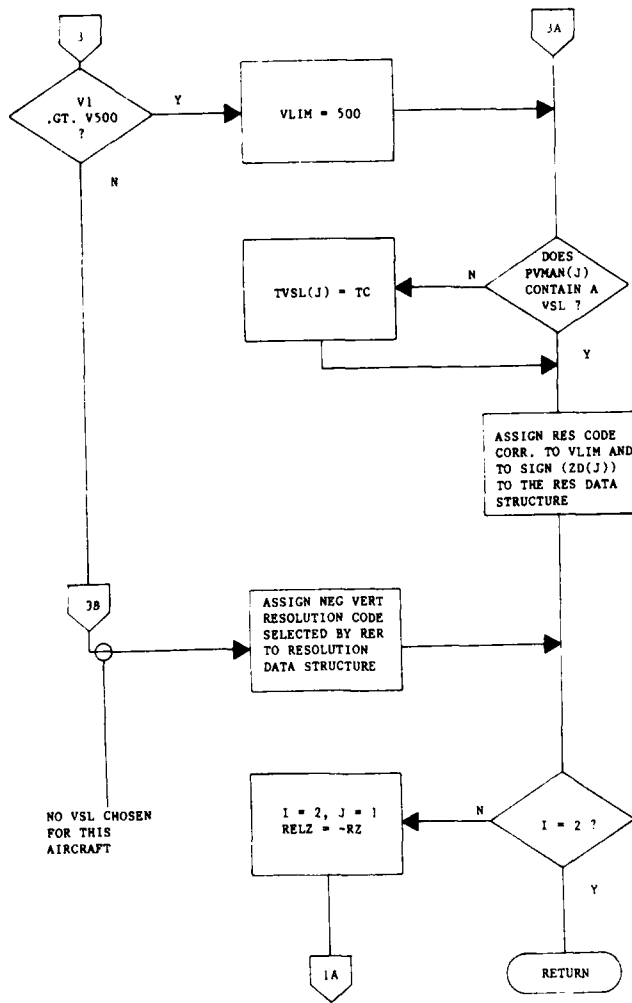 3
3A
V1
.GT. V500
?
Y
VLIM = 500
N
DOES
PVMAN(J)
CONTAIN A
VSL ?
N
TVSL(J) = TC
Y
ASSIGN RES CODE
CORR. TO VLIM AND
TO SIGN (ZD(J))
TO THE RES DATA
STRUCTURE
3B
ASSIGN NEG VERT
RESOLUTION CODE
SELECTED BY RER
TO RESOLUTION
DATA STRUCTURE
NO VSL CHOSEN
FOR THIS
AIRCRAFT
I = 2, J = 1
RELZ = -RZ
N
I = 2 ?
Y
1A
RETURN